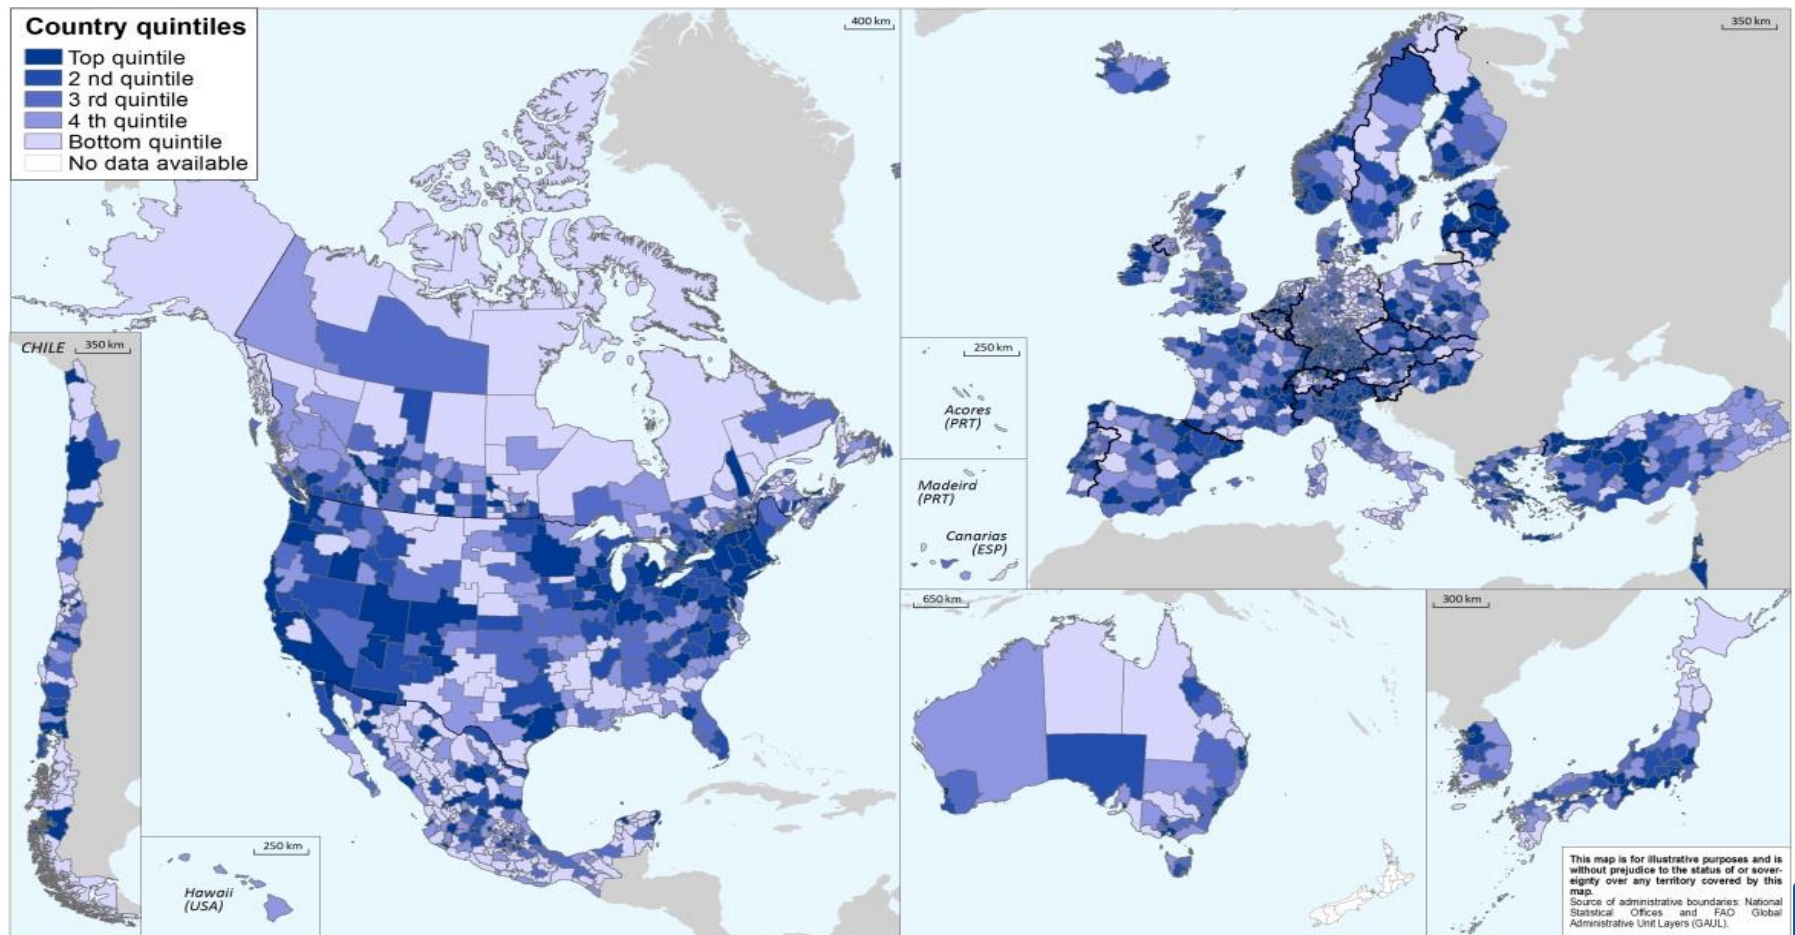 Country quintiles
Top quintile
2 nd quintile
3 rd quintile
4 th quintile
Bottom quintile
No data available
400 km
350 km
CHILE
350 km
250 km
Acores
(PRT)
Madeira
(PRT)
Canarias
(ESP)
650 km
300 km
250 km
Hawaii
(USA)
This map is for illustrative purposes and is
without prejudice to the status of or sover-
eignty over any territory covered by this
map.
Source of administrative boundaries: National
Statistical Offices and FAO Global
Administrative Unit Layers (GAUL).